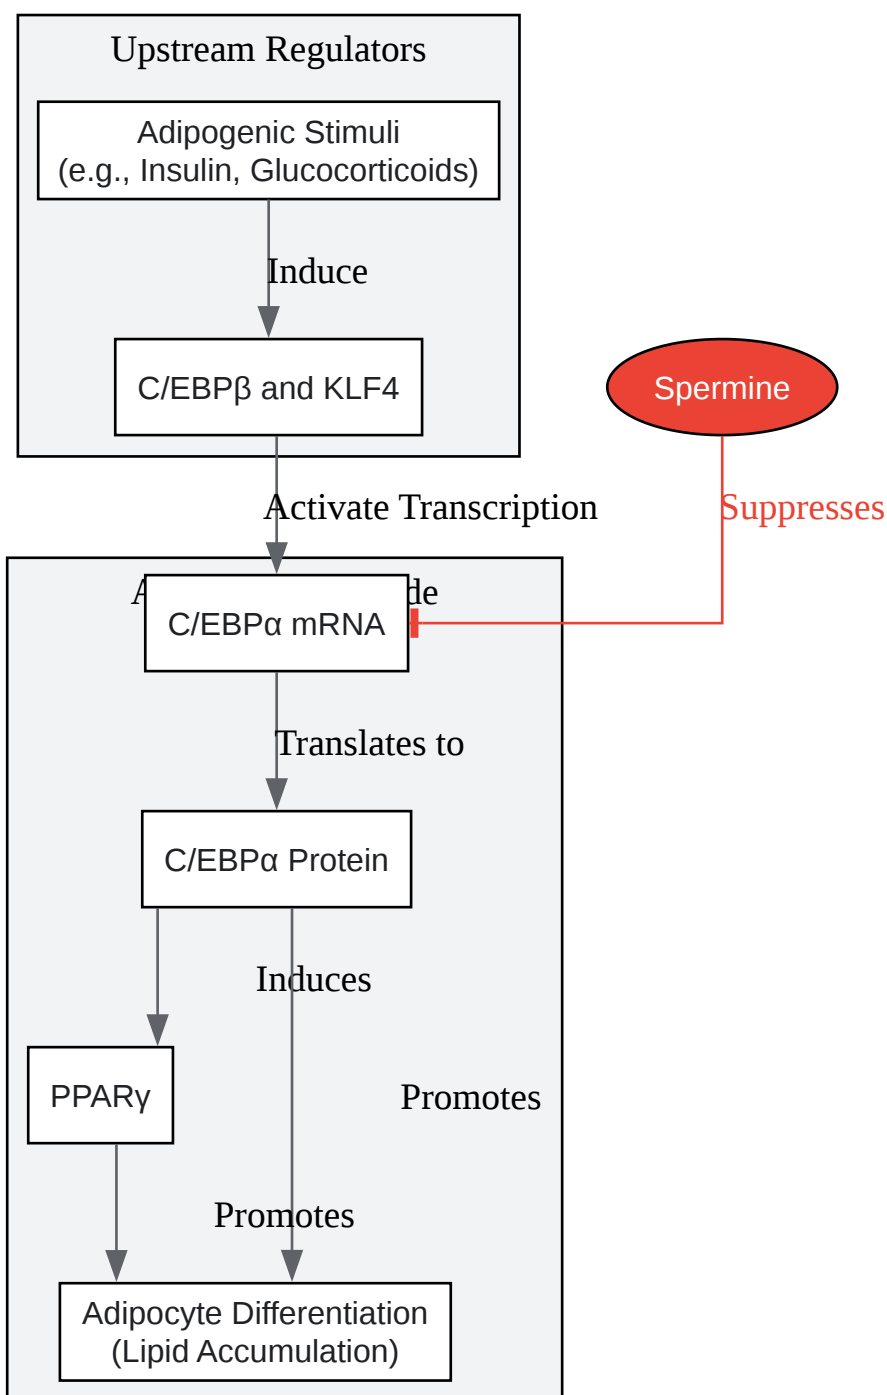 Upstream Regulators
Adipogenic Stimuli
(e.g., Insulin, Glucocorticoids)
Induce
C/EBPβ and KLF4
Spermine
Activate Transcription
Suppresses
C/EBPα mRNA
Translates to
C/EBPα Protein
Induces
PPARγ
Promotes
Promotes
Adipocyte Differentiation
(Lipid Accumulation)